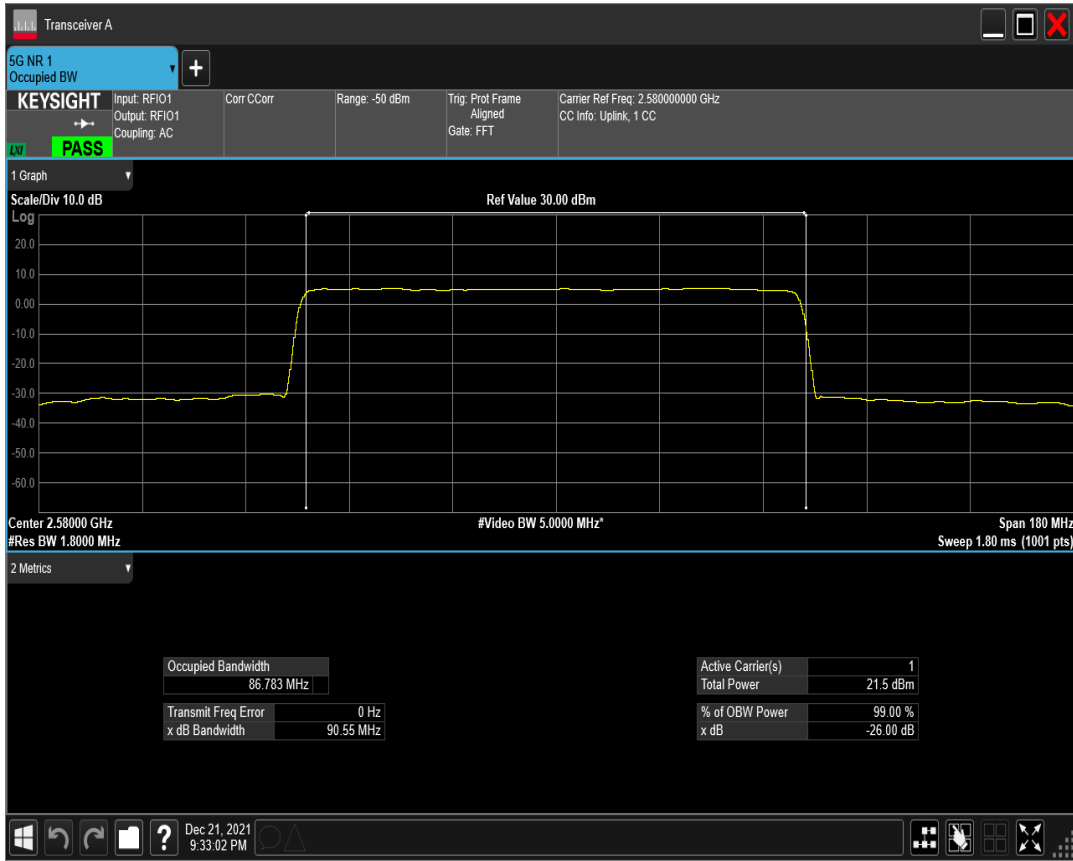 Transceiver A
5G NR 1
Occupied BW
KEYSIGHT
LXI
PASS
Input: RFIO1
Output: RFIO1
Coupling: AC
Corr CCorr
Range: -50 dBm
Trig: Prot Frame
Aligned
Gate: FFT
Carrier Ref Freq: 2.580000000 GHz
CC Info: Uplink, 1 CC
1 Graph
Scale/Div 10.0 dB
Ref Value 30.00 dBm
Log
20.0
10.0
0.00
-10.0
-20.0
-30.0
-40.0
-50.0
-60.0
Center 2.58000 GHz
#Video BW 5.0000 MHz*
Span 180 MHz
#Res BW 1.8000 MHz
Sweep 1.80 ms (1001 pts)
2 Metrics
Occupied Bandwidth
86.783 MHz
Transmit Freq Error 0 Hz
x dB Bandwidth 90.55 MHz
Active Carrier(s) 1
Total Power 21.5 dBm
% of OBW Power 99.00 %
x dB -26.00 dB
?
Dec 21, 2021
9:33:02 PM